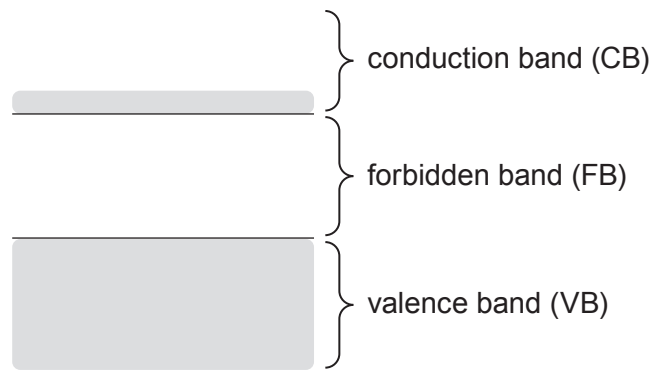 conduction band (CB)
forbidden band (FB)
valence band (VB)